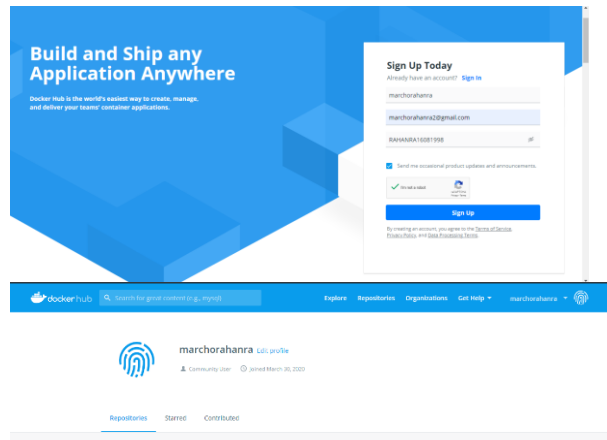 Build and Ship any
Application Anywhere
Docker Hub is the world's easiest way to create, manage,
and deliver your teams' container applications.
Sign Up Today
Already have an account? Sign In
marchorahanra
marchorahanra2@gmail.com
RAHANRA16081998
Send me occasional product updates and announcements.
I'm not a robot
Sign Up
By creating an account, you agree to the Terms of Service,
Privacy Policy, and Data Processing Terms.
docker hub Search for great content (e.g., mysql) Explore Repositories Organizations Get Help marchorahanra
marchorahanra Edit profile
Community User Joined March 30, 2020
Repositories Starred Contributed